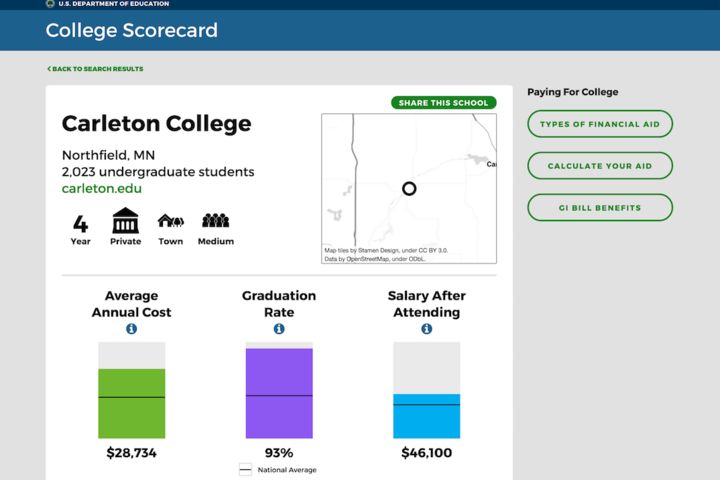 U.S. DEPARTMENT OF EDUCATION
College Scorecard
BACK TO SEARCH RESULTS
SHARE THIS SCHOOL
Carleton College
Northfield, MN
2,023 undergraduate students
carleton.edu
4
Year
Private
Town
Medium
Map tiles by Stamen Design, under CC BY 3.0.
Data by OpenStreetMap, under ODbL.
Paying For College
TYPES OF FINANCIAL AID
CALCULATE YOUR AID
GI BILL BENEFITS
Average
Annual Cost
$28,734
Graduation
Rate
93%
National Average
Salary After
Attending
$46,100